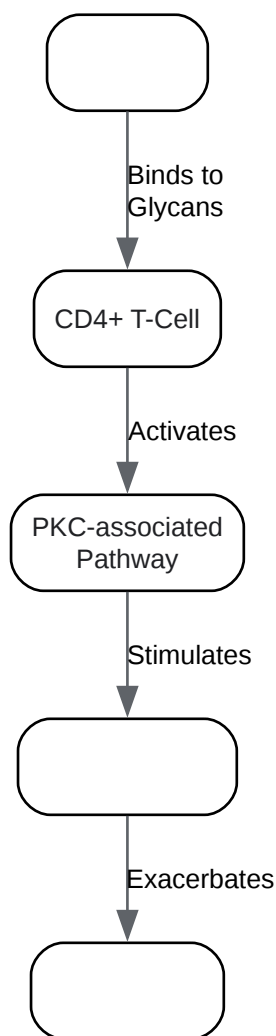 Binds to
Glycans
CD4+ T-Cell
Activates
PKC-associated
Pathway
Stimulates
Exacerbates